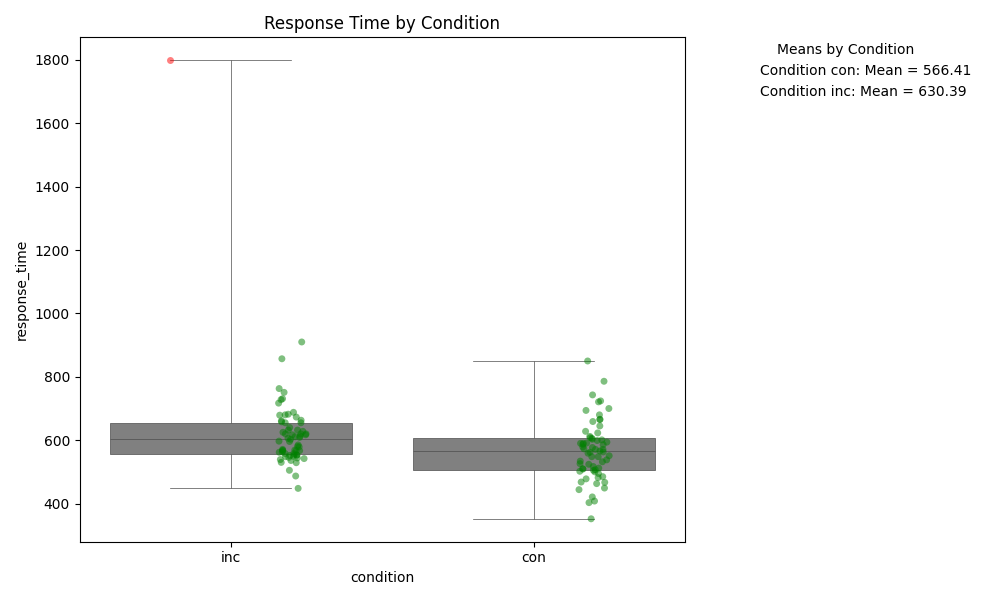 Response Time by Condition
Means by Condition
Condition con: Mean = 566.41
Condition inc: Mean = 630.39
response_time
1800
1600
1400
1200
1000
800
600
400
inc
con
condition